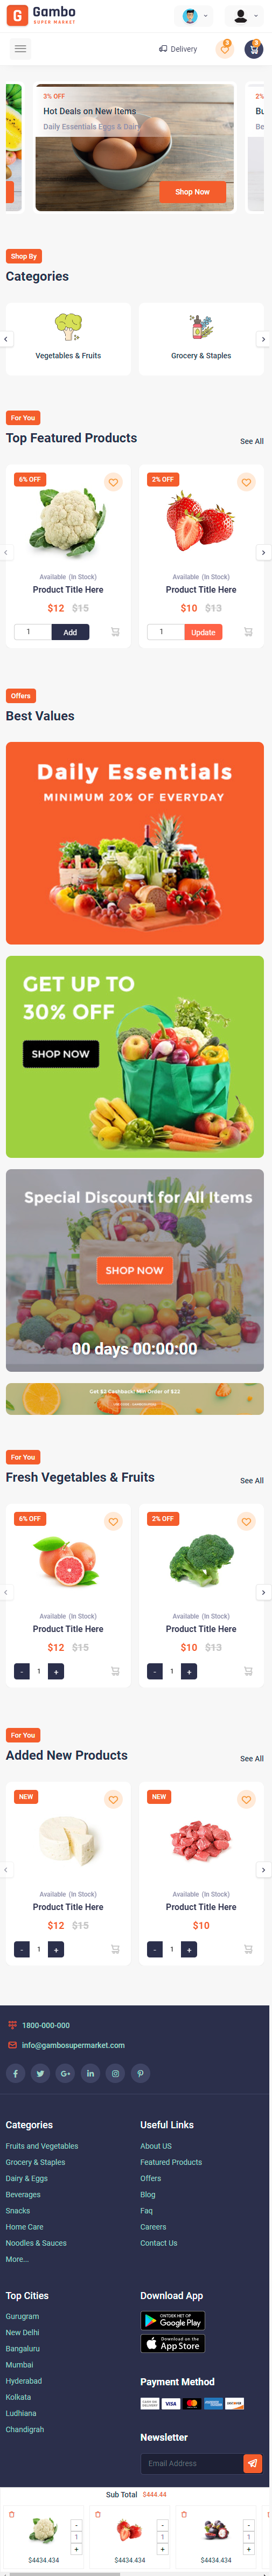 G Gambo
SUPER MARKET
Delivery
3% OFF
Hot Deals on New Items
Daily Essentials Eggs & Dairy
Shop Now
2%
Bu
Be
Shop By
Categories
Vegetables & Fruits
Grocery & Staples
For You
Top Featured Products
See All
6% OFF
2% OFF
Available (In Stock)
Available (In Stock)
Product Title Here
Product Title Here
$12 $15
$10 $13
1 Add
1 Update
Offers
Best Values
Daily Essentials
MINIMUM 20% OF EVERYDAY
GET UP TO
30% OFF
SHOP NOW
Special Discount for All Items
SHOP NOW
00 days 00:00:00
Get $2 Cashback! Min Order of $22
For You
Fresh Vegetables & Fruits
See All
6% OFF
2% OFF
Available (In Stock)
Available (In Stock)
Product Title Here
Product Title Here
$12 $15
$10 $13
- 1 +
- 1 +
For You
Added New Products
See All
NEW
NEW
Available (In Stock)
Available (In Stock)
Product Title Here
Product Title Here
$12 $15
$10
- 1 +
- 1 +
1800-000-000
info@gambosupermarket.com
Categories
Fruits and Vegetables
Grocery & Staples
Dairy & Eggs
Beverages
Snacks
Home Care
Noodles & Sauces
More...
Useful Links
About US
Featured Products
Offers
Blog
Faq
Careers
Contact Us
Top Cities
Gurugram
New Delhi
Bangaluru
Mumbai
Hyderabad
Kolkata
Ludhiana
Chandigrah
Download App
ONTDEK HET OP
Google Play
Download on the
App Store
Payment Method
VISA
Newsletter
Email Address
Sub Total $444.44
-
1
+
$4434.434
-
1
+
$4434.434
-
1
+
$4434.434